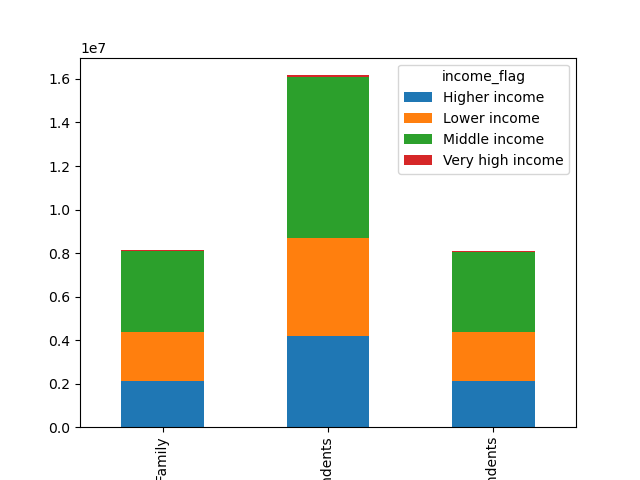 1e7
1.6
1.4
1.2
1.0
0.8
0.6
0.4
0.2
0.0
income_flag
Higher income
Lower income
Middle income
Very high income
Family
ndents
ndents